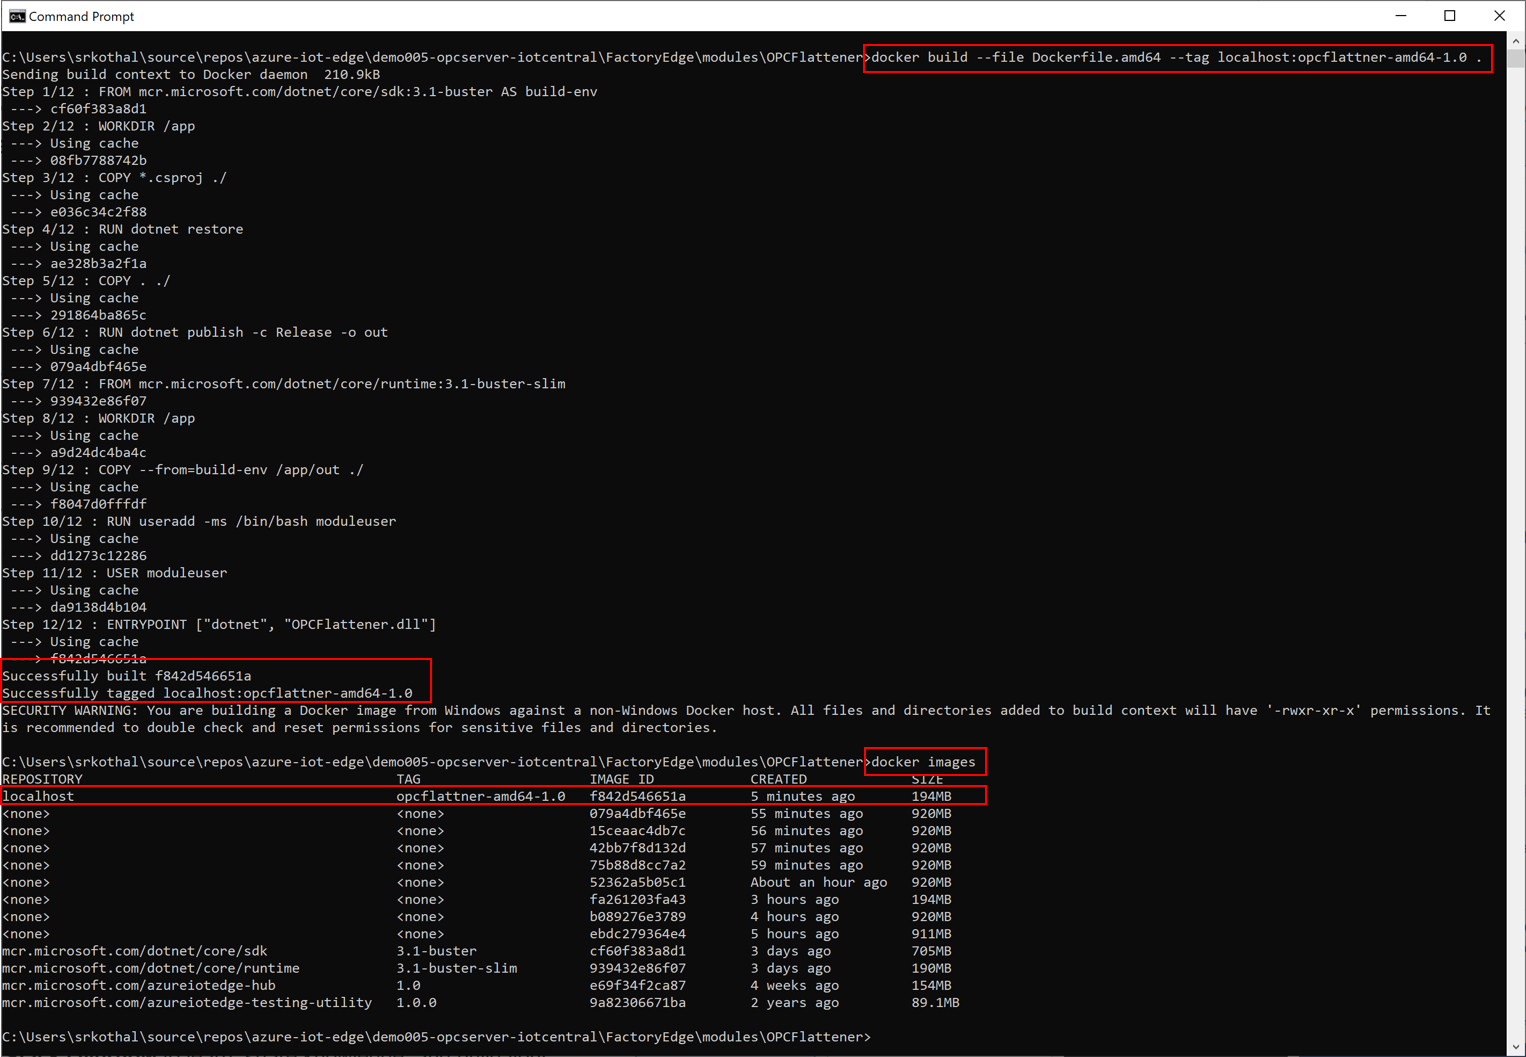 Command Prompt
C:\Users\srkothal\source\repos\azure-iot-edge\demo005-opcserver-iotcentral\FactoryEdge\modules\OPCFlattener>docker build --file Dockerfile.amd64 --tag localhost:opcflattner-amd64-1.0 .
Sending build context to Docker daemon  210.9kB
Step 1/12 : FROM mcr.microsoft.com/dotnet/core/sdk:3.1-buster AS build-env
 ---> cf60f383a8d1
Step 2/12 : WORKDIR /app
 ---> Using cache
 ---> 08fb7788742b
Step 3/12 : COPY *.csproj ./
 ---> Using cache
 ---> e036c34c2f88
Step 4/12 : RUN dotnet restore
 ---> Using cache
 ---> ae328b3a2f1a
Step 5/12 : COPY . ./
 ---> Using cache
 ---> 291864ba865c
Step 6/12 : RUN dotnet publish -c Release -o out
 ---> Using cache
 ---> 079a4dbf465e
Step 7/12 : FROM mcr.microsoft.com/dotnet/core/runtime:3.1-buster-slim
 ---> 939432e86f07
Step 8/12 : WORKDIR /app
 ---> Using cache
 ---> a9d24dc4ba4c
Step 9/12 : COPY --from=build-env /app/out ./
 ---> Using cache
 ---> f8047d0fffdf
Step 10/12 : RUN useradd -ms /bin/bash moduleuser
 ---> Using cache
 ---> dd1273c12286
Step 11/12 : USER moduleuser
 ---> Using cache
 ---> da9138d4b104
Step 12/12 : ENTRYPOINT ["dotnet", "OPCFlattener.dll"]
 ---> Using cache
 ---> f842d546651a
Successfully built f842d546651a
Successfully tagged localhost:opcflattner-amd64-1.0
SECURITY WARNING: You are building a Docker image from Windows against a non-Windows Docker host. All files and directories added to build context will have '-rwxr-xr-x' permissions. It
is recommended to double check and reset permissions for sensitive files and directories.
C:\Users\srkothal\source\repos\azure-iot-edge\demo005-opcserver-iotcentral\FactoryEdge\modules\OPCFlattener>docker images
REPOSITORY TAG IMAGE ID CREATED SIZE
localhost opcflattner-amd64-1.0 f842d546651a 5 minutes ago 194MB
<none> <none> 079a4dbf465e 55 minutes ago 920MB
<none> <none> 15ceaac4db7c 56 minutes ago 920MB
<none> <none> 42bb7f8d132d 57 minutes ago 920MB
<none> <none> 75b88d8cc7a2 59 minutes ago 920MB
<none> <none> 52362a5b05c1 About an hour ago 920MB
<none> <none> fa261203fa43 3 hours ago 194MB
<none> <none> b089276e3789 4 hours ago 920MB
<none> <none> ebdc279364e4 5 hours ago 911MB
mcr.microsoft.com/dotnet/core/sdk 3.1-buster cf60f383a8d1 3 days ago 705MB
mcr.microsoft.com/dotnet/core/runtime 3.1-buster-slim 939432e86f07 3 days ago 190MB
mcr.microsoft.com/azureiotedge-hub 1.0 e69f34f2ca87 4 weeks ago 154MB
mcr.microsoft.com/azureiotedge-testing-utility 1.0.0 9a82306671ba 2 years ago 89.1MB
C:\Users\srkothal\source\repos\azure-iot-edge\demo005-opcserver-iotcentral\FactoryEdge\modules\OPCFlattener>